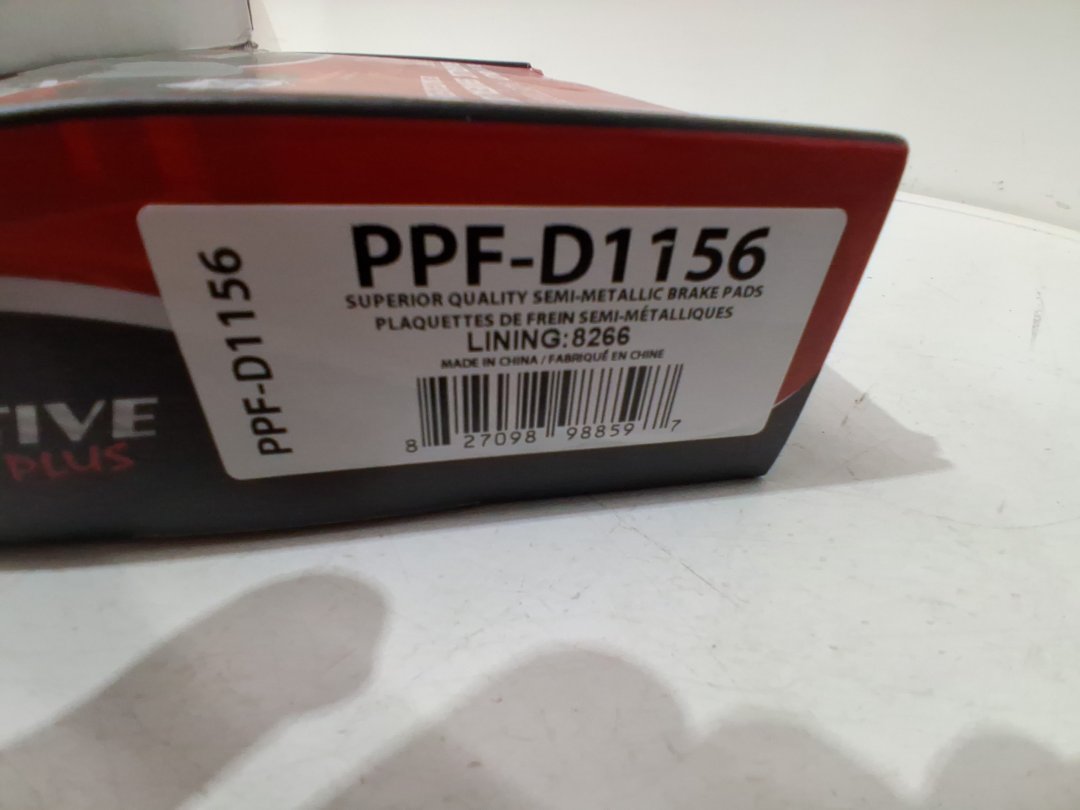 PPF-D1156
PPF-D1156
SUPERIOR QUALITY SEMI-METALLIC BRAKE PADS
PLAQUETTES DE FREIN SEMI-MÉTALLIQUES
LINING:8266
MADE IN CHINA / FABRIQUÉ EN CHINE
8 27098 98859 7
TIVE
PLUS